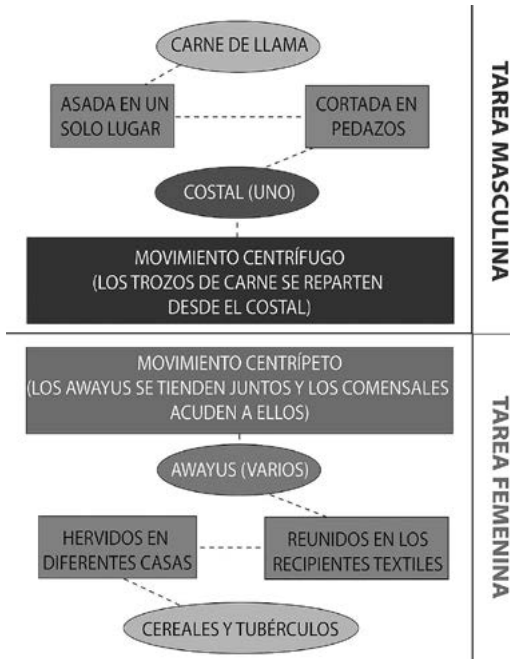 CARNE DE LLAMA
ASADA EN UN
SOLO LUGAR
CORTADA EN
PEDAZOS
COSTAL (UNO)
MOVIMIENTO CENTRÍFUGO
(LOS TROZOS DE CARNE SE REPARTEN
DESDE EL COSTAL)
TAREA MASCULINA
MOVIMIENTO CENTRÍPETO
(LOS AWAYUS SE TIENDEN JUNTOS Y LOS COMENSALES
ACUDEN A ELLOS)
AWAYUS (VARIOS)
HERVIDOS EN
DIFERENTES CASAS
REUNIDOS EN LOS
RECIPIENTES TEXTILES
CEREALES Y TUBÉRCULOS
TAREA FEMENINA